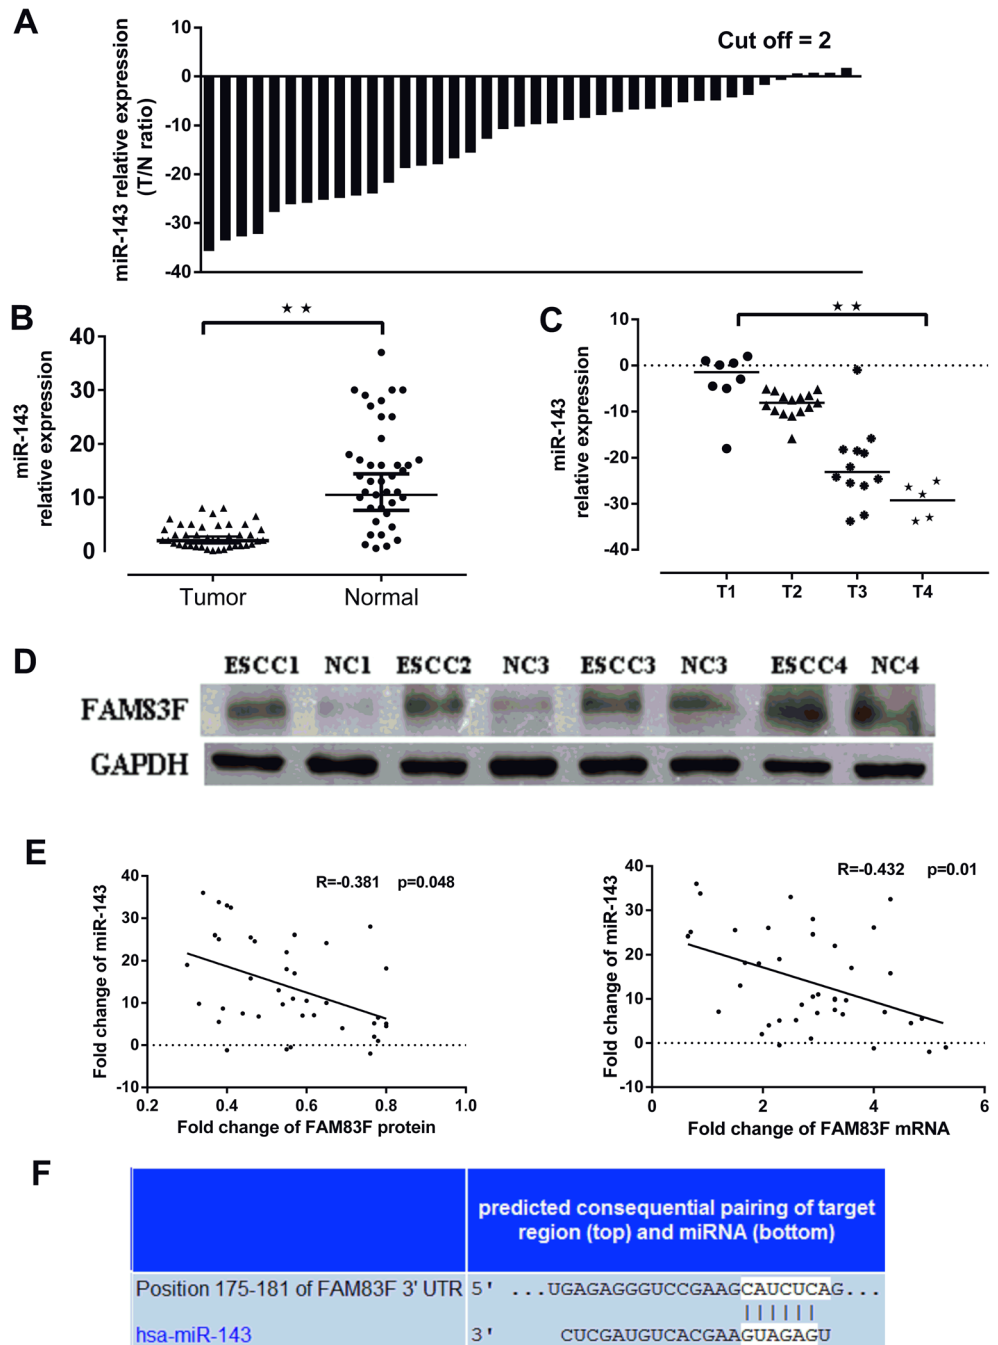 A
miR-143 relative expression
(T/N ratio)
10
0
-10
-20
-30
-40
Cut off = 2
B
miR-143
relative expression
40
30
20
10
0
★ ★
Tumor
Normal
C
miR-143
relative expression
10
0
-10
-20
-30
-40
★ ★
T1
T2
T3
T4
D
ESCC1 NC1 ESCC2 NC3 ESCC3 NC3 ESCC4 NC4
FAM83F
GAPDH
E
Fold change of miR-143
40
30
20
10
0
-10
R=-0.381 p=0.048
0.2 0.4 0.6 0.8 1.0
Fold change of FAM83F protein
Fold change of miR-143
40
30
20
10
0
-10
R=-0.432 p=0.01
0 2 4 6
Fold change of FAM83F mRNA
F
predicted consequential pairing of target
region (top) and miRNA (bottom)
Position 175-181 of FAM83F 3' UTR 5' ...UGAGAGGGUCCGAAGCAUCUCAG...
||||||
hsa-miR-143 3' CUCGAUGUCACGAAGUAGAGU